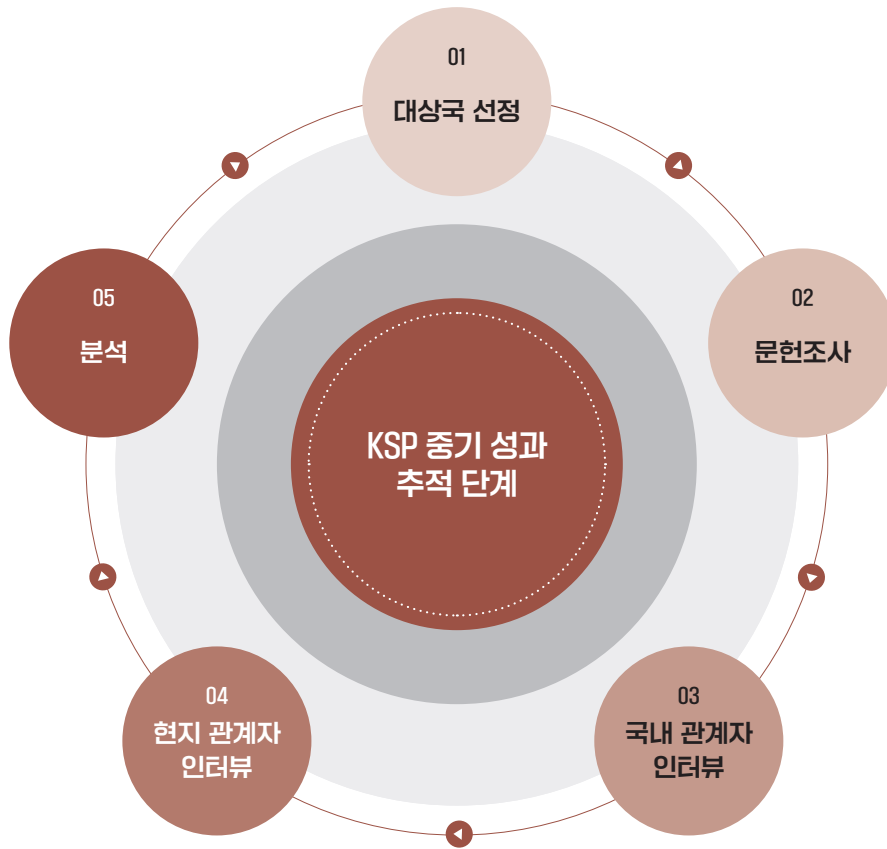 01
대상국 선정
02
문헌조사
03
국내 관계자
인터뷰
04
현지 관계자
인터뷰
05
분석
KSP 중기 성과
추적 단계